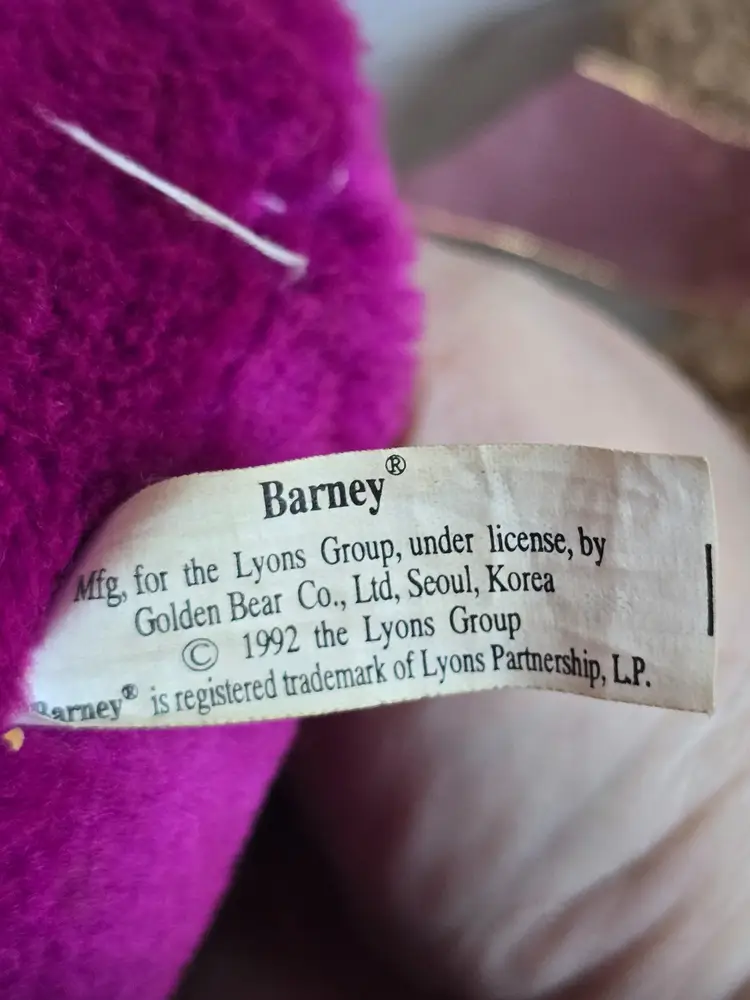 Barney®
Mfg, for the Lyons Group, under license, by
Golden Bear Co., Ltd, Seoul, Korea
© 1992 the Lyons Group
Barney® is registered trademark of Lyons Partnership, L.P.